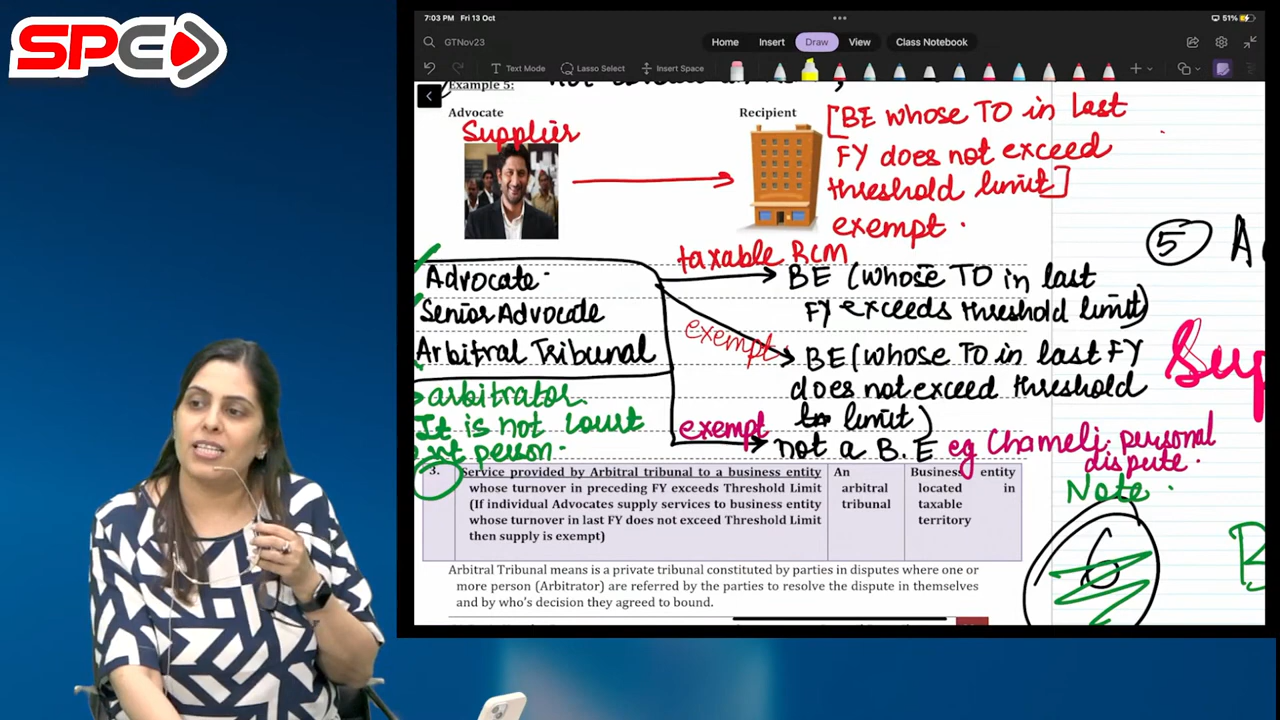 SPC
7:03 PM Fri 13 Oct
51%
GTNov23
Home Insert Draw View Class Notebook
Text Mode Lasso Select Insert Space
Example 5:
Advocate
Recipient
Supplier
[BE whose TO in last
FY does not exceed
threshold limit]
exempt.
5
taxable RCM
Advocate
BE (whose TO in last
FY exceeds threshold limit)
Senior Advocate
exempt
Arbitral Tribunal
BE (whose TO in last FY
does not exceed threshold
limit)
arbitrator
It is not Court
person.
exempt
not a B.E eg Chameli personal
dispute.
Note.
6
3. Service provided by Arbitral tribunal to a business entity
whose turnover in preceding FY exceeds Threshold Limit
(If individual Advocates supply services to business entity
whose turnover in last FY does not exceed Threshold Limit
then supply is exempt)
An
arbitral
tribunal
Business entity
located in
taxable
territory
Arbitral Tribunal means is a private tribunal constituted by parties in disputes where one or
more person (Arbitrator) are referred by the parties to resolve the dispute in themselves
and by who's decision they agreed to bound.